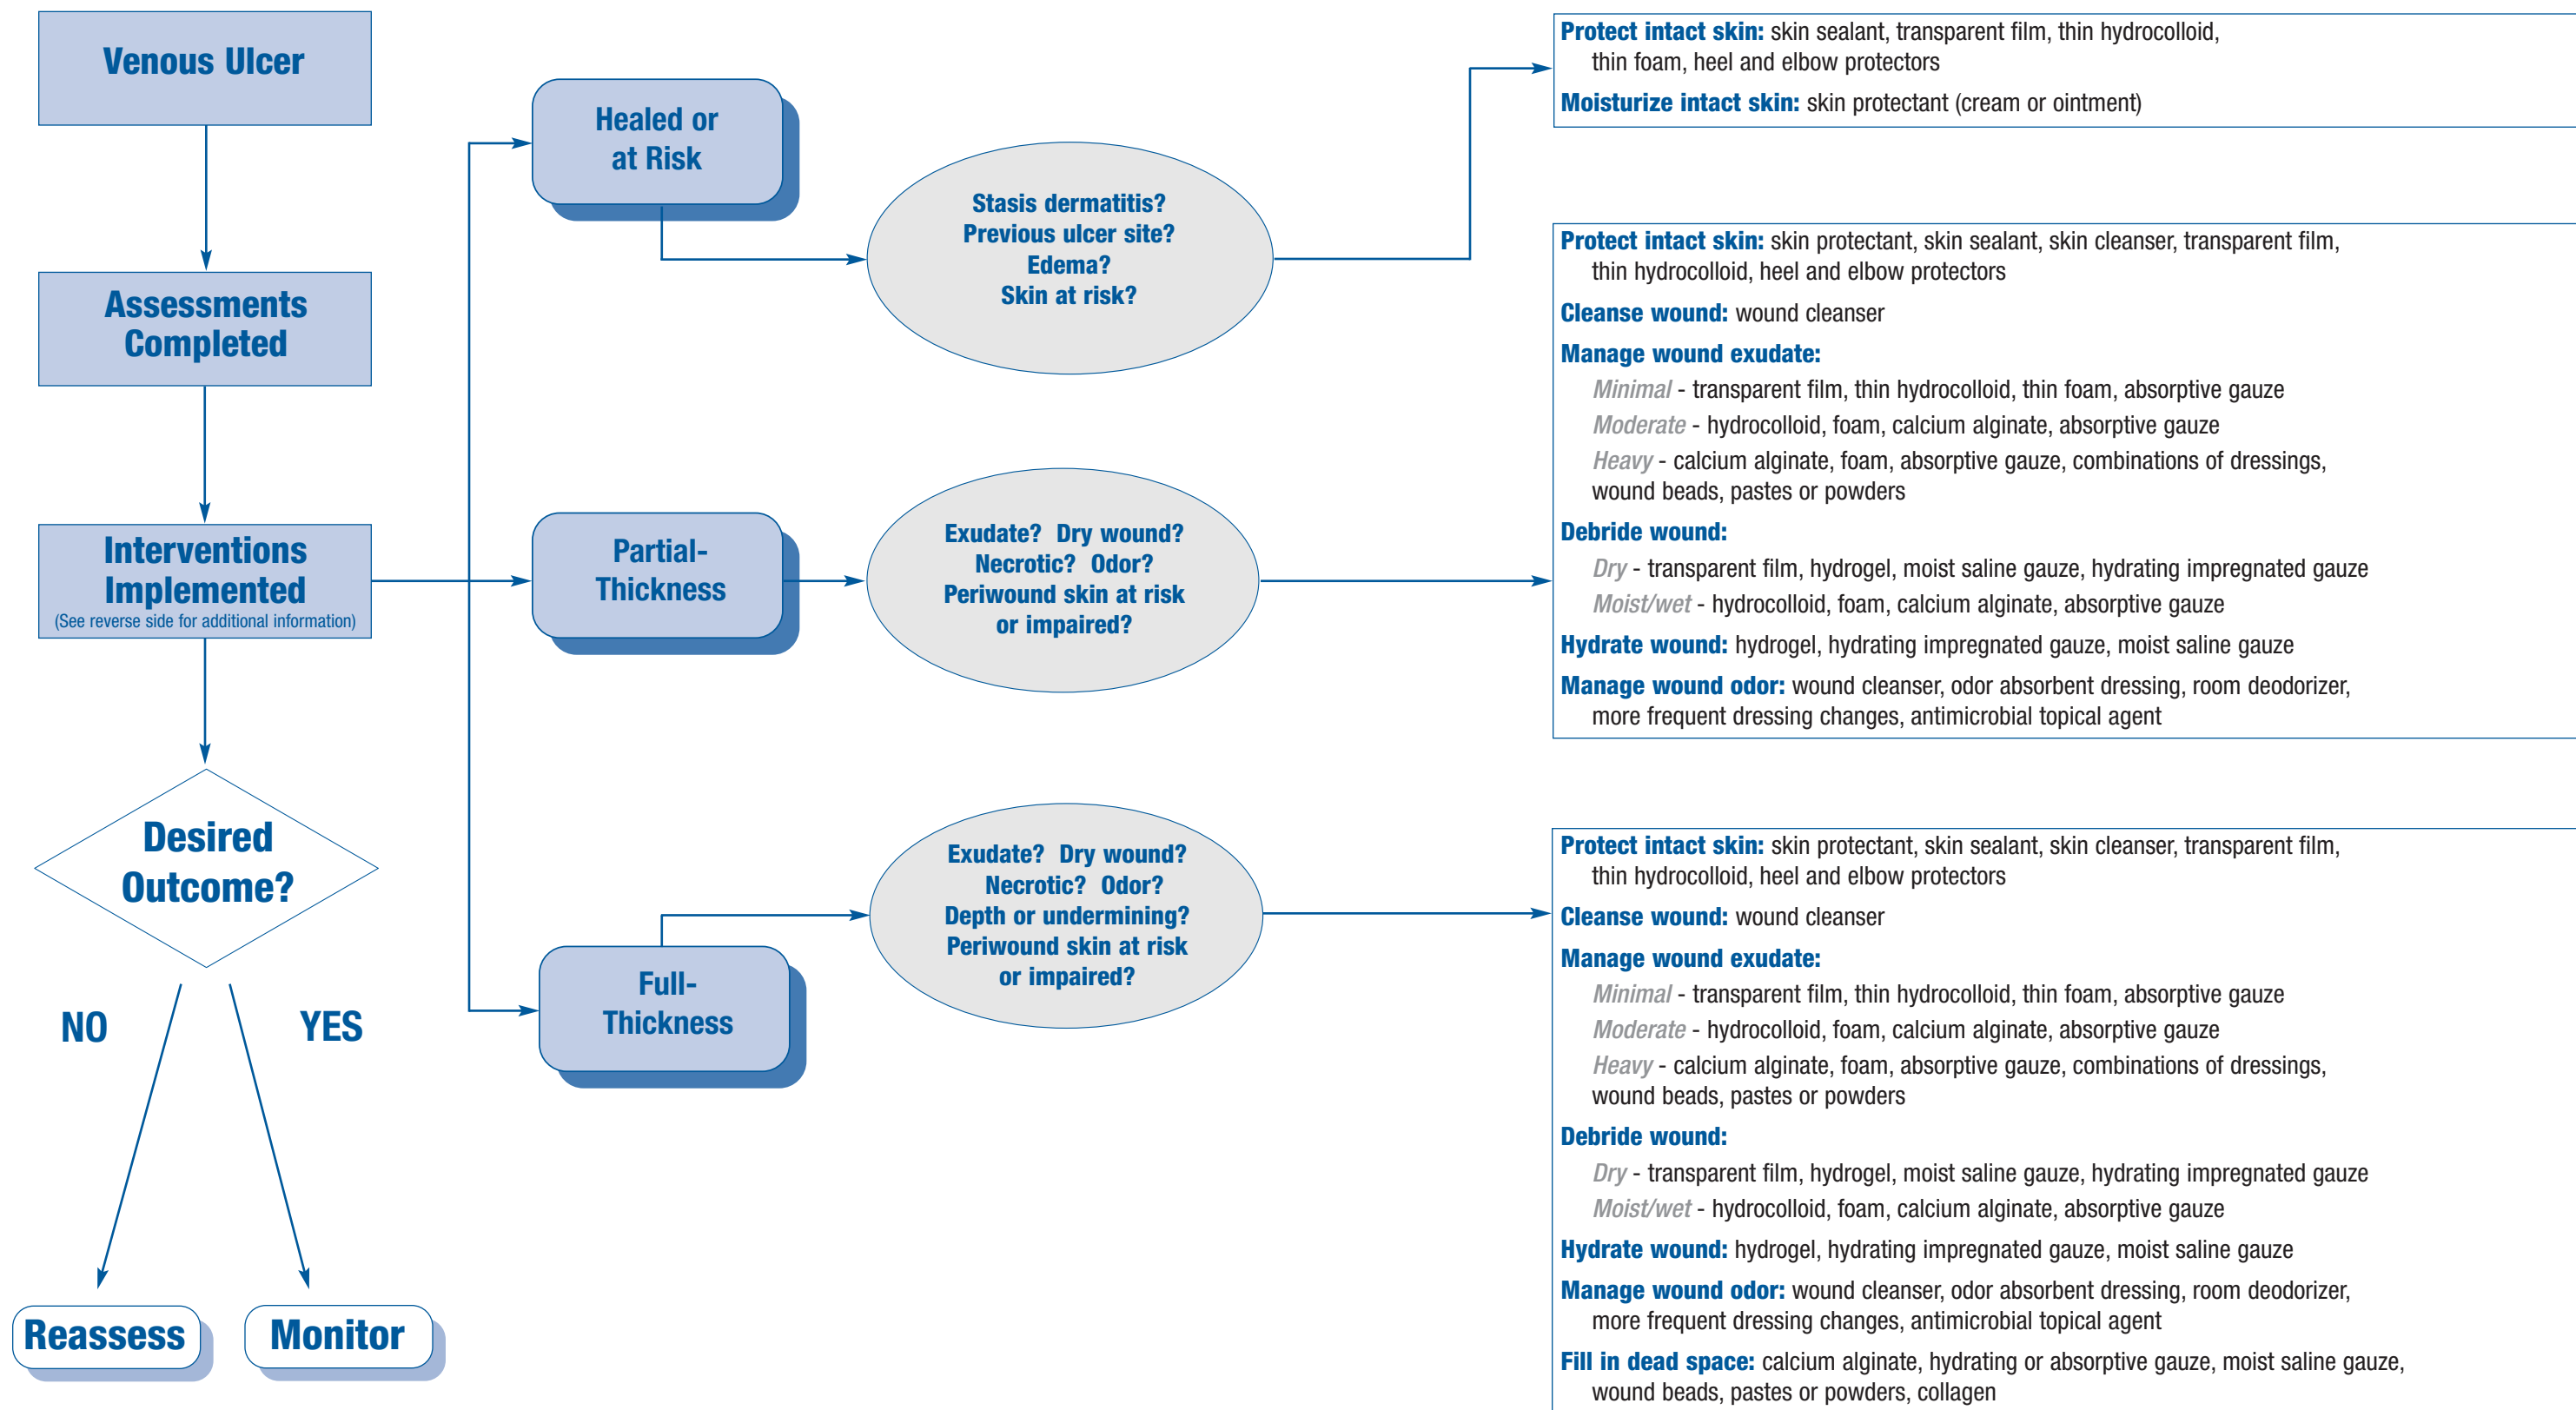 Venous Ulcer
Assessments
Completed
Interventions
Implemented
(See reverse side for additional information)
Desired
Outcome?
NO
YES
Reassess
Monitor
Healed or
at Risk
Stasis dermatitis?
Previous ulcer site?
Edema?
Skin at risk?
Protect intact skin: skin sealant, transparent film, thin hydrocolloid,
thin foam, heel and elbow protectors
Moisturize intact skin: skin protectant (cream or ointment)
Partial-
Thickness
Exudate? Dry wound?
Necrotic? Odor?
Periwound skin at risk
or impaired?
Protect intact skin: skin protectant, skin sealant, skin cleanser, transparent film,
thin hydrocolloid, heel and elbow protectors
Cleanse wound: wound cleanser
Manage wound exudate:
Minimal - transparent film, thin hydrocolloid, thin foam, absorptive gauze
Moderate - hydrocolloid, foam, calcium alginate, absorptive gauze
Heavy - calcium alginate, foam, absorptive gauze, combinations of dressings,
wound beads, pastes or powders
Debride wound:
Dry - transparent film, hydrogel, moist saline gauze, hydrating impregnated gauze
Moist/wet - hydrocolloid, foam, calcium alginate, absorptive gauze
Hydrate wound: hydrogel, hydrating impregnated gauze, moist saline gauze
Manage wound odor: wound cleanser, odor absorbent dressing, room deodorizer,
more frequent dressing changes, antimicrobial topical agent
Full-
Thickness
Exudate? Dry wound?
Necrotic? Odor?
Depth or undermining?
Periwound skin at risk
or impaired?
Protect intact skin: skin protectant, skin sealant, skin cleanser, transparent film,
thin hydrocolloid, heel and elbow protectors
Cleanse wound: wound cleanser
Manage wound exudate:
Minimal - transparent film, thin hydrocolloid, thin foam, absorptive gauze
Moderate - hydrocolloid, foam, calcium alginate, absorptive gauze
Heavy - calcium alginate, foam, absorptive gauze, combinations of dressings,
wound beads, pastes or powders
Debride wound:
Dry - transparent film, hydrogel, moist saline gauze, hydrating impregnated gauze
Moist/wet - hydrocolloid, foam, calcium alginate, absorptive gauze
Hydrate wound: hydrogel, hydrating impregnated gauze, moist saline gauze
Manage wound odor: wound cleanser, odor absorbent dressing, room deodorizer,
more frequent dressing changes, antimicrobial topical agent
Fill in dead space: calcium alginate, hydrating or absorptive gauze, moist saline gauze,
wound beads, pastes or powders, collagen